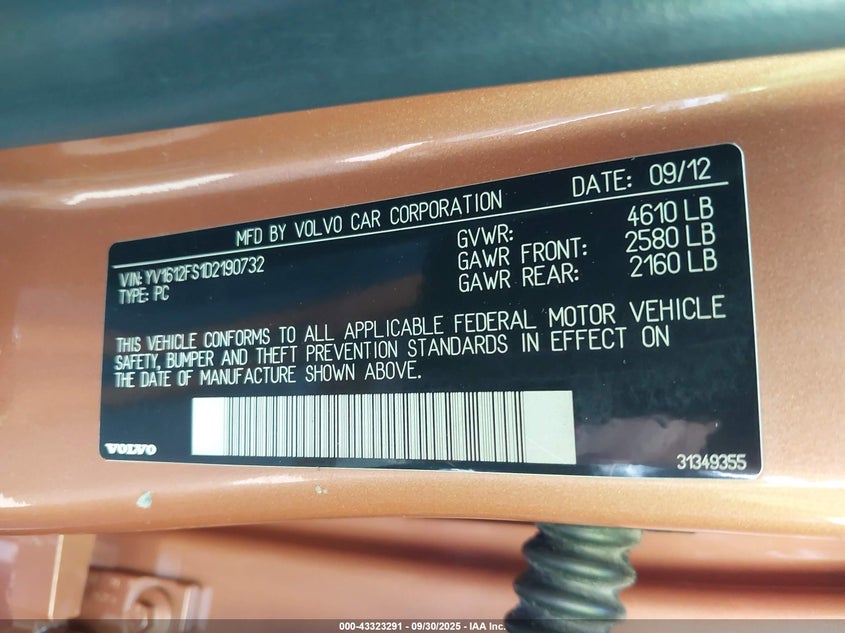 MFD BY VOLVO CAR CORPORATION DATE: 09/12
VIN: YV1612FS1D2190732
TYPE: PC
GVWR: 4610 LB
GAWR FRONT: 2580 LB
GAWR REAR: 2160 LB
THIS VEHICLE CONFORMS TO ALL APPLICABLE FEDERAL MOTOR VEHICLE
SAFETY, BUMPER AND THEFT PREVENTION STANDARDS IN EFFECT ON
THE DATE OF MANUFACTURE SHOWN ABOVE.
VOLVO
31349355
000-43323291 - 09/30/2025 - IAA Inc.